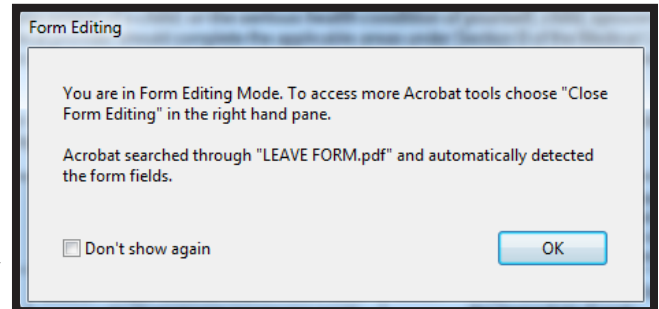 Form Editing
You are in Form Editing Mode. To access more Acrobat tools choose "Close
Form Editing" in the right hand pane.
Acrobat searched through "LEAVE FORM.pdf" and automatically detected
the form fields.
Don't show again
OK